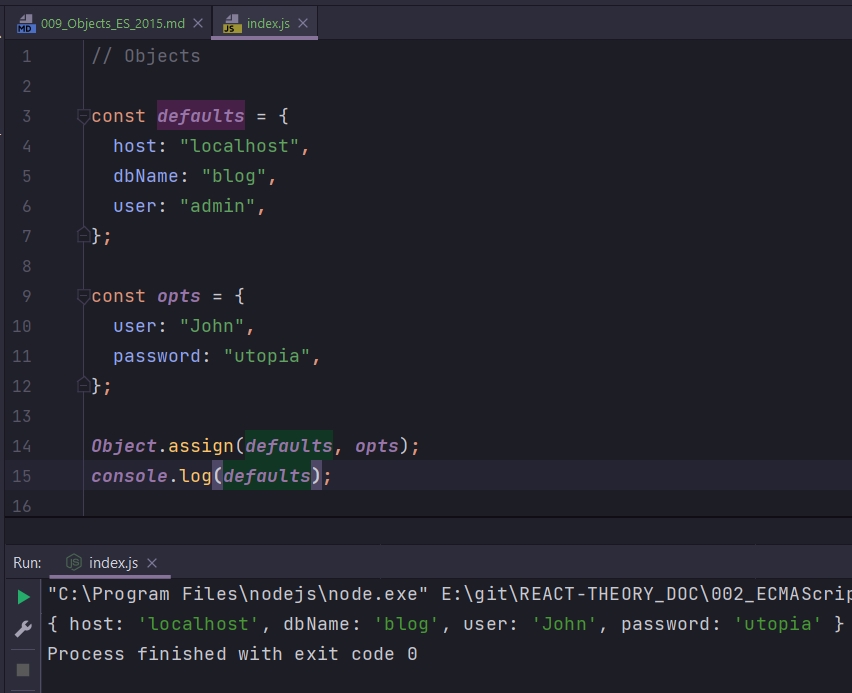 009_Objects_ES_2015.md index.js
1 // Objects
2
3 const defaults = {
4 host: "localhost",
5 dbName: "blog",
6 user: "admin",
7 };
8
9 const opts = {
10 user: "John",
11 password: "utopia",
12 };
13
14 Object.assign(defaults, opts);
15 console.log(defaults);
16
Run: index.js
"C:\Program Files\nodejs\node.exe" E:\git\REACT-THEORY_DOC\002_ECMAScrip
{ host: 'localhost', dbName: 'blog', user: 'John', password: 'utopia' }
Process finished with exit code 0